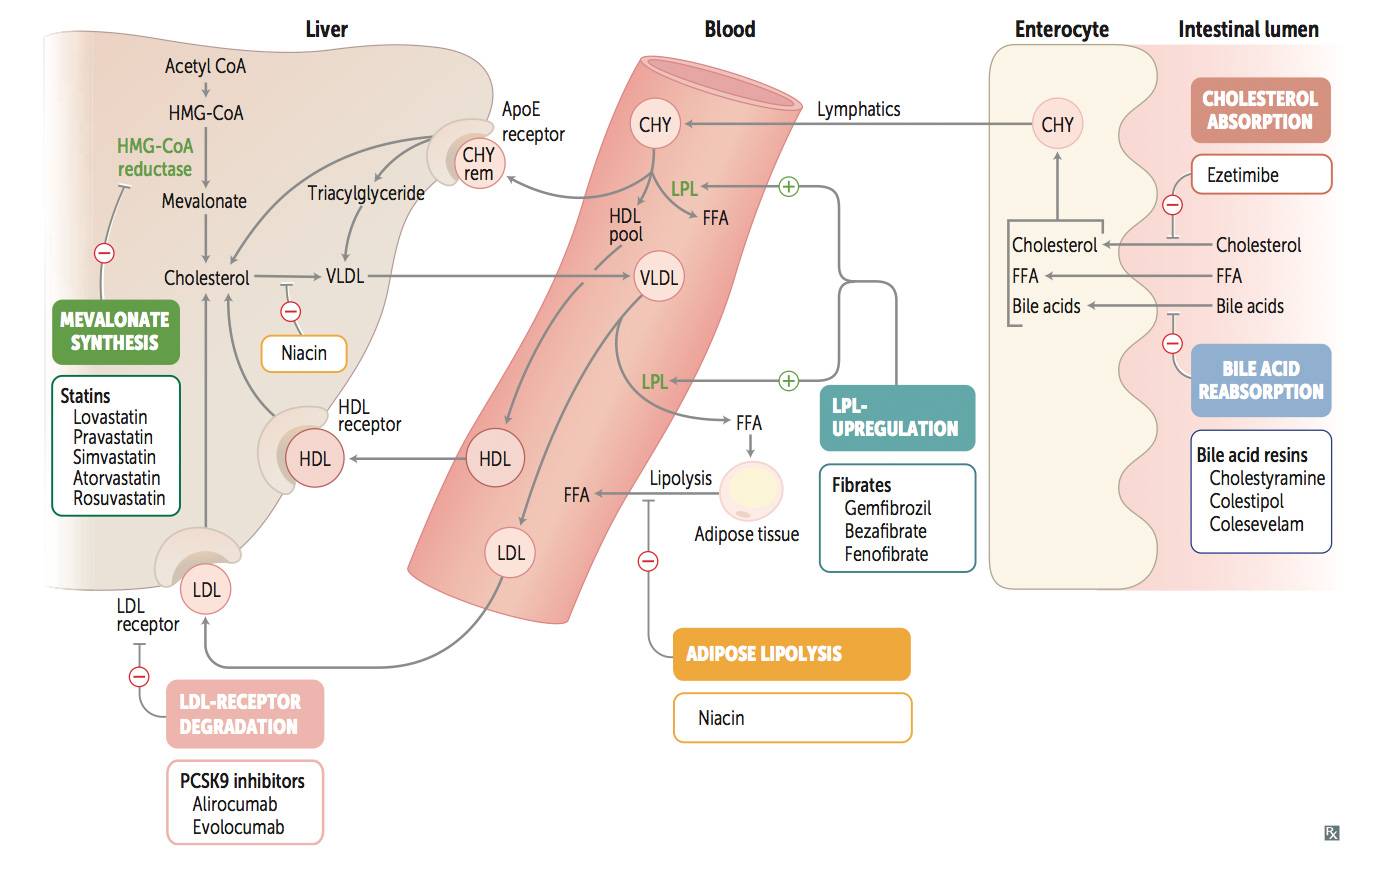 Liver
Blood
Enterocyte
Intestinal lumen
Acetyl CoA
HMG-CoA
HMG-CoA
reductase
Mevalonate
Cholesterol
Triacylglyceride
VLDL
ApoE
receptor
CHY
rem
MEVALONATE
SYNTHESIS
Statins
Lovastatin
Pravastatin
Simvastatin
Atorvastatin
Rosuvastatin
Niacin
HDL
receptor
HDL
LDL
LDL
receptor
LDL-RECEPTOR
DEGRADATION
PCSK9 inhibitors
Alirocumab
Evolocumab
CHY
LPL
+
FFA
HDL
pool
VLDL
LPL
+
HDL
LDL
FFA
Lipolysis
FFA
Adipose tissue
ADIPOSE LIPOLYSIS
Niacin
LPL-
UPREGULATION
Fibrates
Gemfibrozil
Bezafibrate
Fenofibrate
Lymphatics
CHY
Cholesterol
FFA
Bile acids
CHOLESTEROL
ABSORPTION
Ezetimibe
Cholesterol
FFA
Bile acids
BILE ACID
REABSORPTION
Bile acid resins
Cholestyramine
Colestipol
Colesevelam
Rx